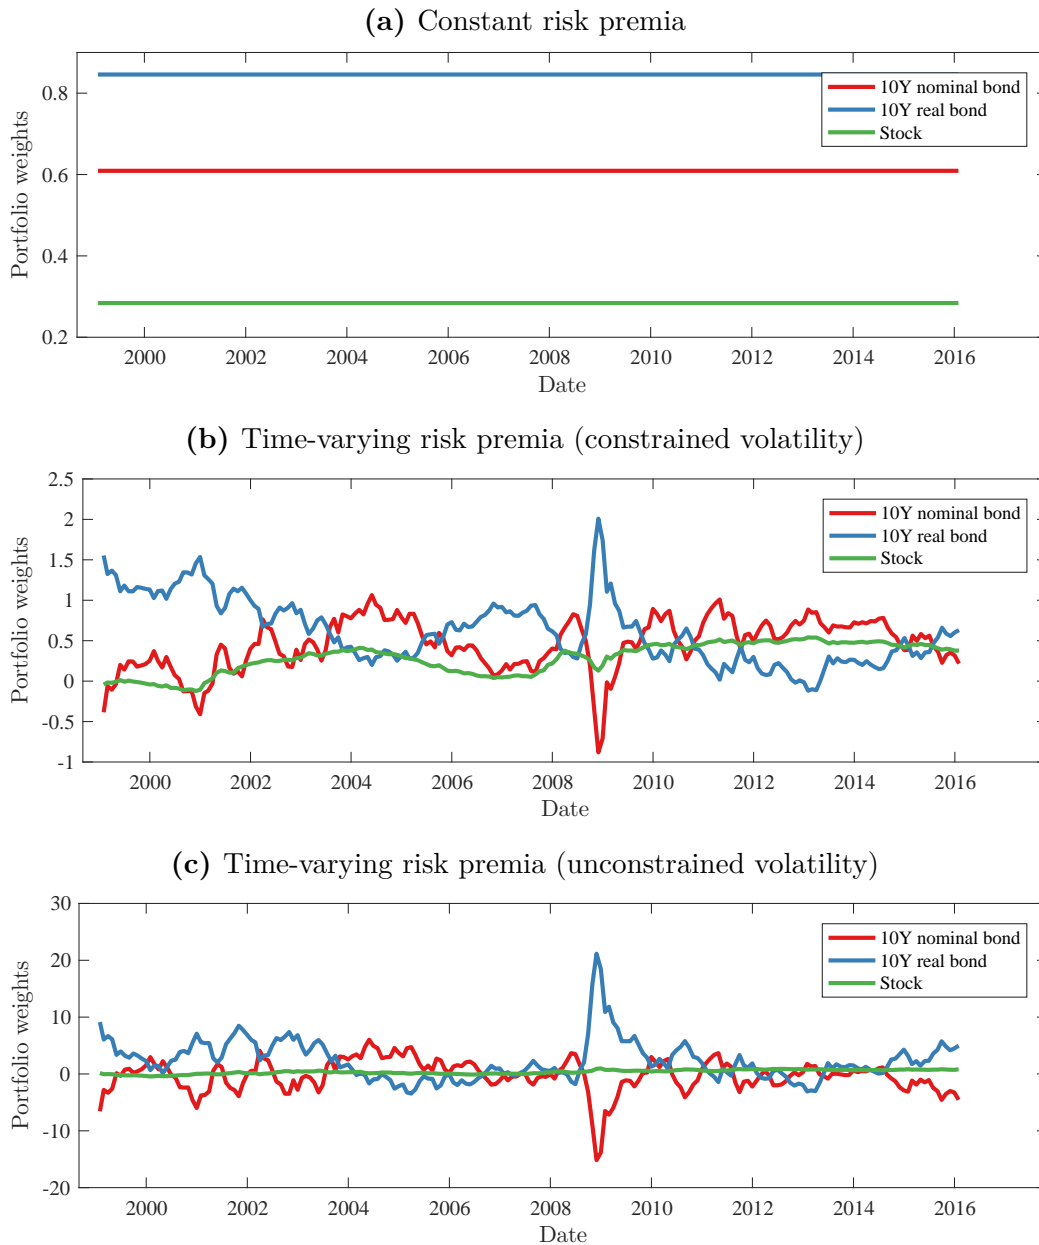 (a) Constant risk premia
Portfolio weights
0.8
0.6
0.4
0.2
10Y nominal bond
10Y real bond
Stock
2000 2002 2004 2006 2008 2010 2012 2014 2016
Date
(b) Time-varying risk premia (constrained volatility)
Portfolio weights
2.5
2
1.5
1
0.5
0
-0.5
-1
10Y nominal bond
10Y real bond
Stock
2000 2002 2004 2006 2008 2010 2012 2014 2016
Date
(c) Time-varying risk premia (unconstrained volatility)
Portfolio weights
30
20
10
0
-10
-20
10Y nominal bond
10Y real bond
Stock
2000 2002 2004 2006 2008 2010 2012 2014 2016
Date